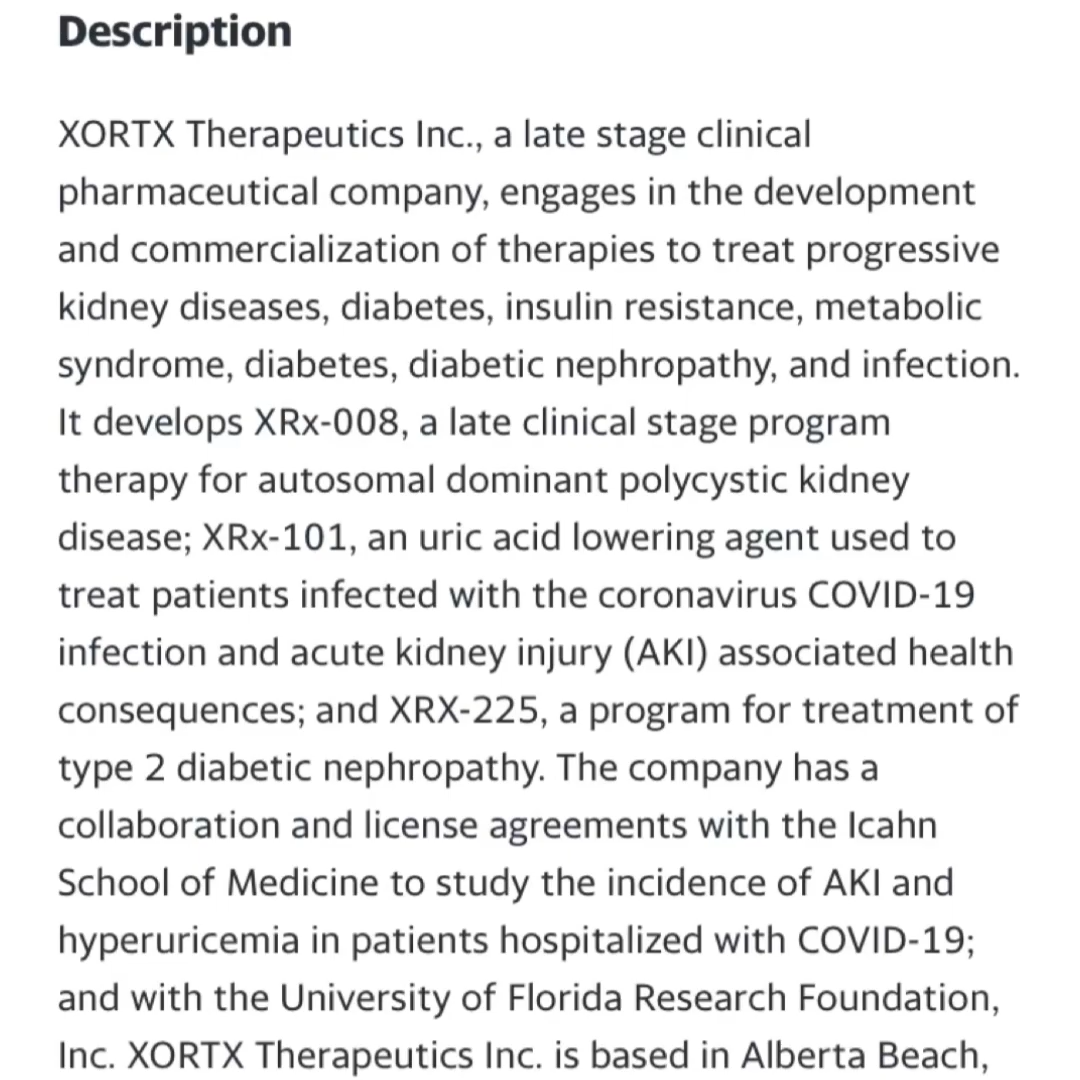 Description
XORTX Therapeutics Inc., a late stage clinical
pharmaceutical company, engages in the development
and commercialization of therapies to treat progressive
kidney diseases, diabetes, insulin resistance, metabolic
syndrome, diabetes, diabetic nephropathy, and infection.
It develops XRx-008, a late clinical stage program
therapy for autosomal dominant polycystic kidney
disease; XRx-101, an uric acid lowering agent used to
treat patients infected with the coronavirus COVID-19
infection and acute kidney injury (AKI) associated health
consequences; and XRX-225, a program for treatment of
type 2 diabetic nephropathy. The company has a
collaboration and license agreements with the Icahn
School of Medicine to study the incidence of AKI and
hyperuricemia in patients hospitalized with COVID-19;
and with the University of Florida Research Foundation,
Inc. XORTX Therapeutics Inc. is based in Alberta Beach,